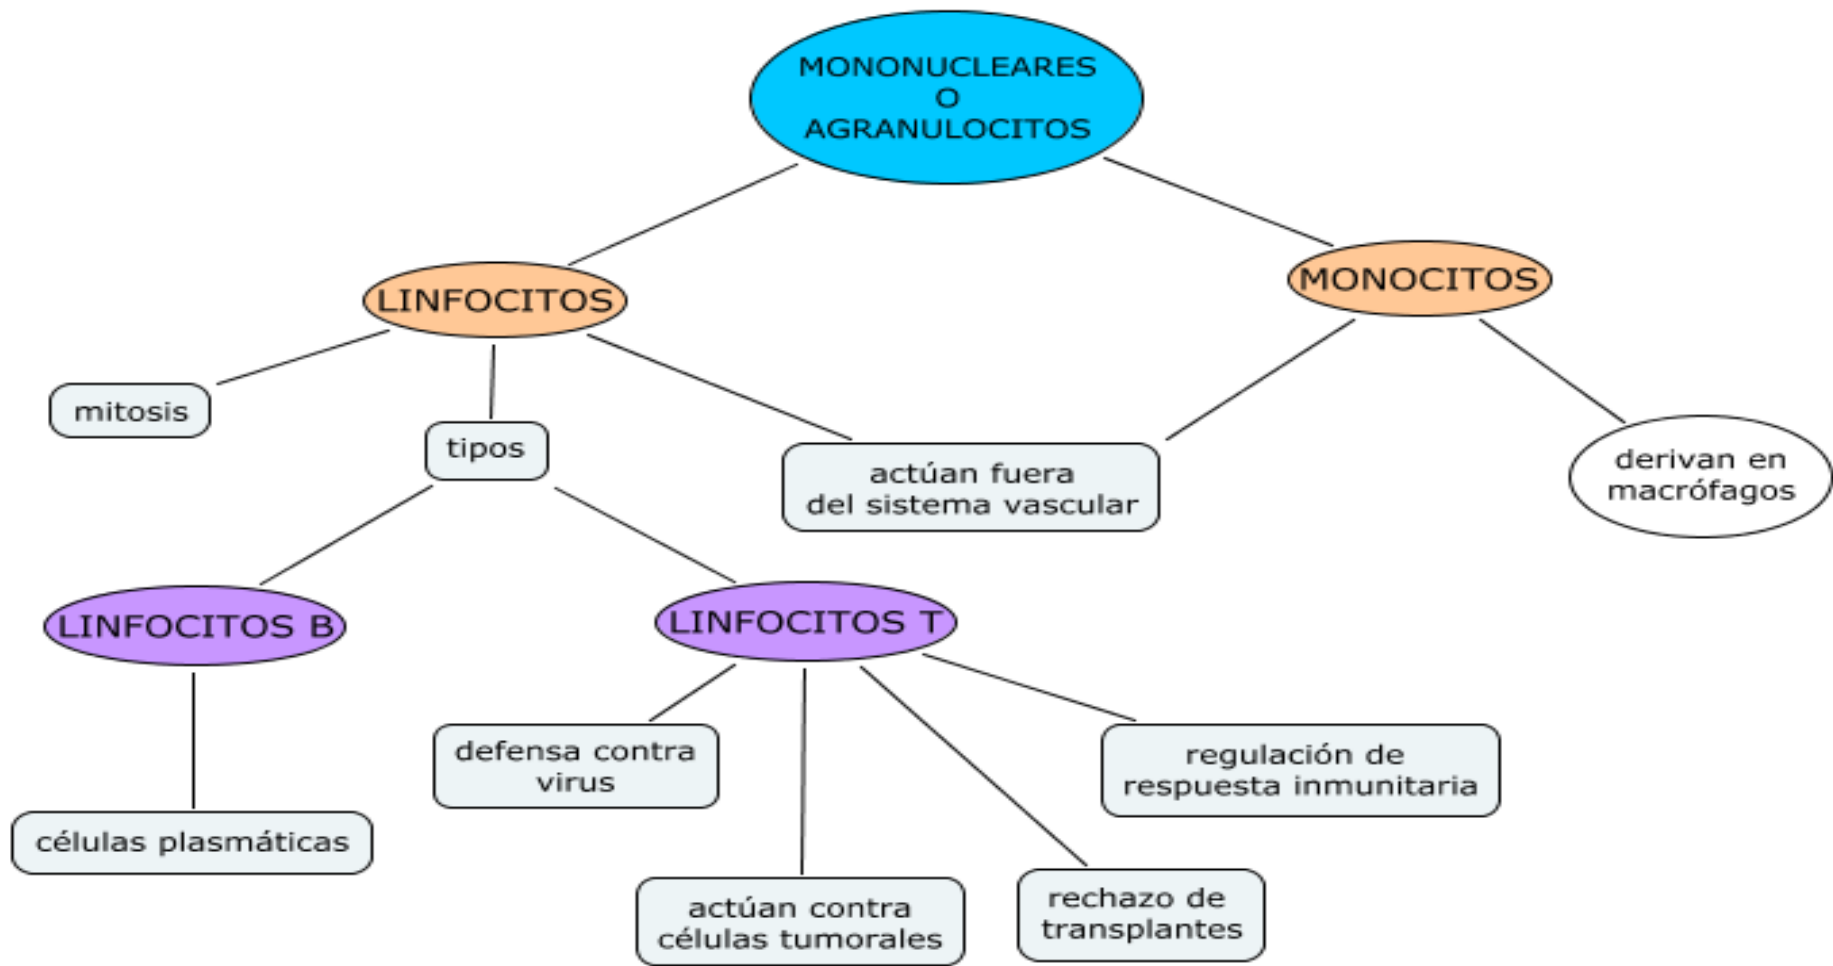 MONONUCLEARES
O
AGRANULOCITOS
LINFOCITOS
MONOCITOS
mitosis
tipos
actúan fuera
del sistema vascular
derivan en
macrófagos
LINFOCITOS B
LINFOCITOS T
células plasmáticas
defensa contra
virus
actúan contra
células tumorales
rechazo de
transplantes
regulación de
respuesta inmunitaria